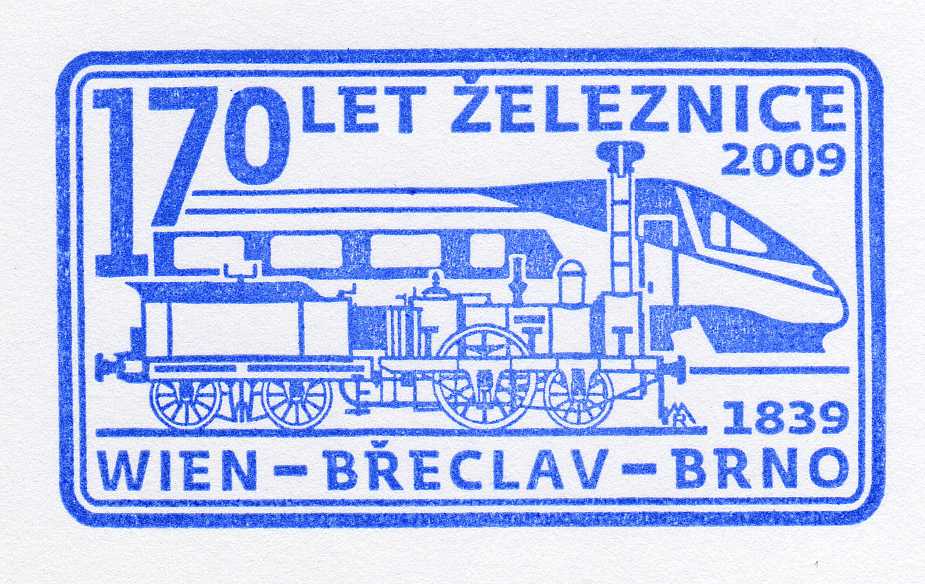 170 LET ŽELEZNICE
2009
1839
WIEN – BŘECLAV – BRNO